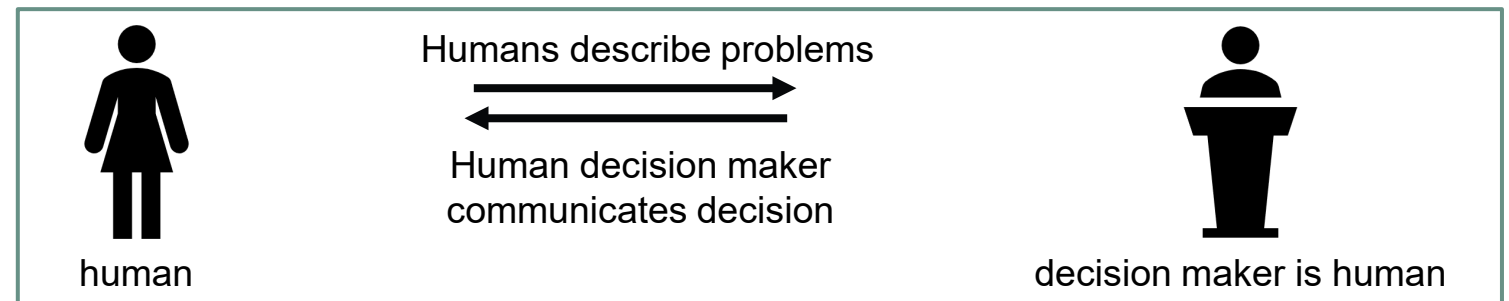 Humans describe problems
Human decision maker
communicates decision
human
decision maker is human